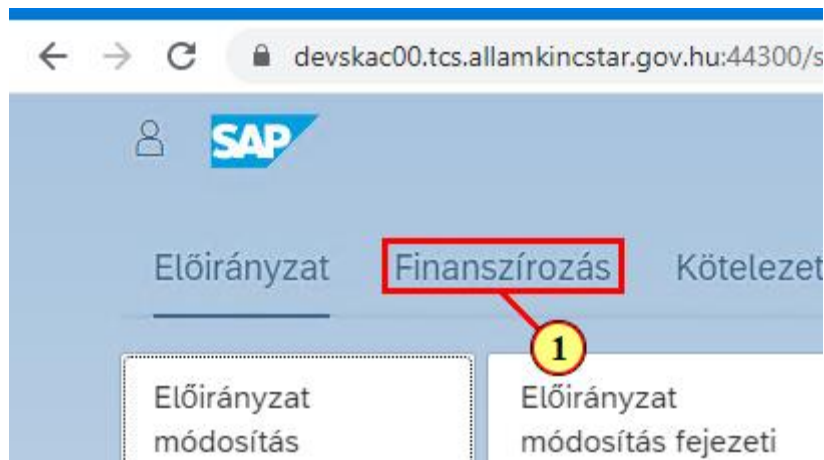 devskac00.tcs.allamkincstar.gov.hu:44300/s
SAP
Előirányzat Finanszírozás Kötelezet
1
Előirányzat
módosítás
Előirányzat
módosítás fejezeti